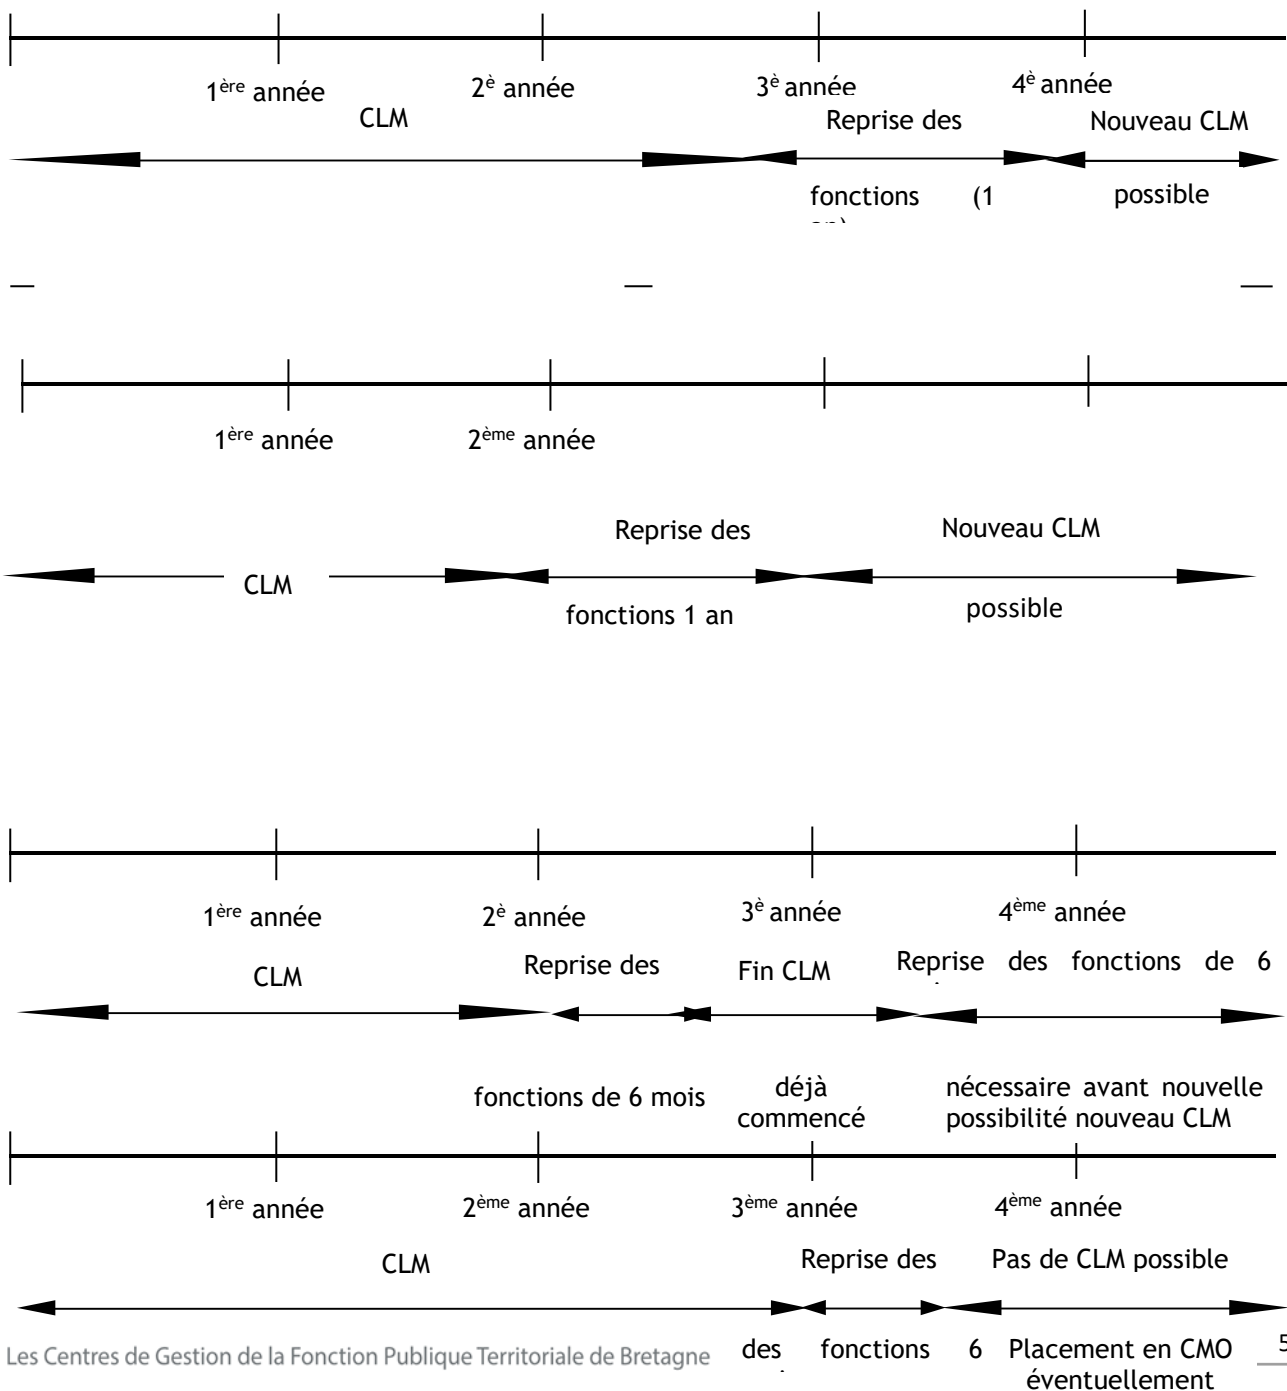 1ère année 2è année 3è année 4è année
CLM Reprise des Nouveau CLM
fonctions (1 possible
1ère année 2ème année
Reprise des Nouveau CLM
CLM
fonctions 1 an possible
1ère année 2è année 3è année 4ème année
CLM Reprise des Fin CLM Reprise des fonctions de 6
fonctions de 6 mois déjà nécessaire avant nouvelle
commencé possibilité nouveau CLM
1ère année 2ème année 3ème année 4ème année
CLM Reprise des Pas de CLM possible
Les Centres de Gestion de la Fonction Publique Territoriale de Bretagne des fonctions 6 Placement en CMO 5
éventuellement